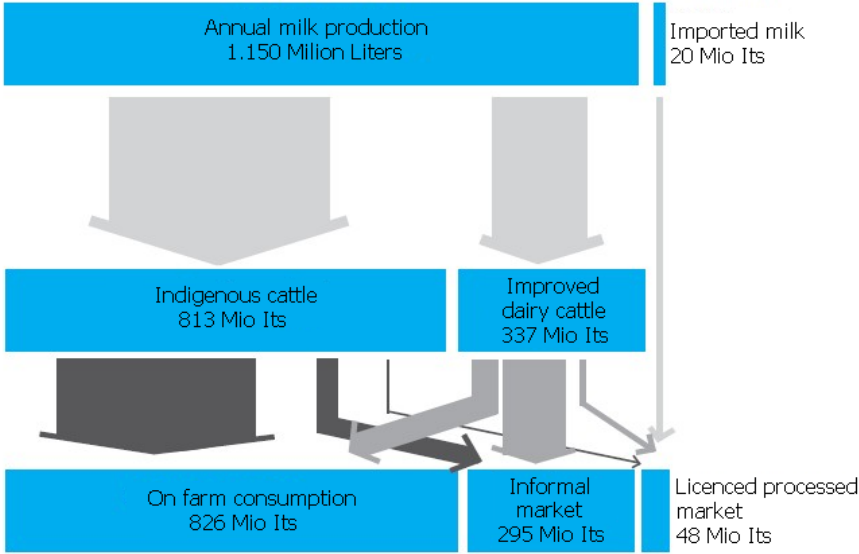 Annual milk production
1.150 Milion Liters
Imported milk
20 Mio lts
Indigenous cattle
813 Mio lts
Improved
dairy cattle
337 Mio lts
On farm consumption
826 Mio lts
Informal
market
295 Mio lts
Licenced processed
market
48 Mio lts